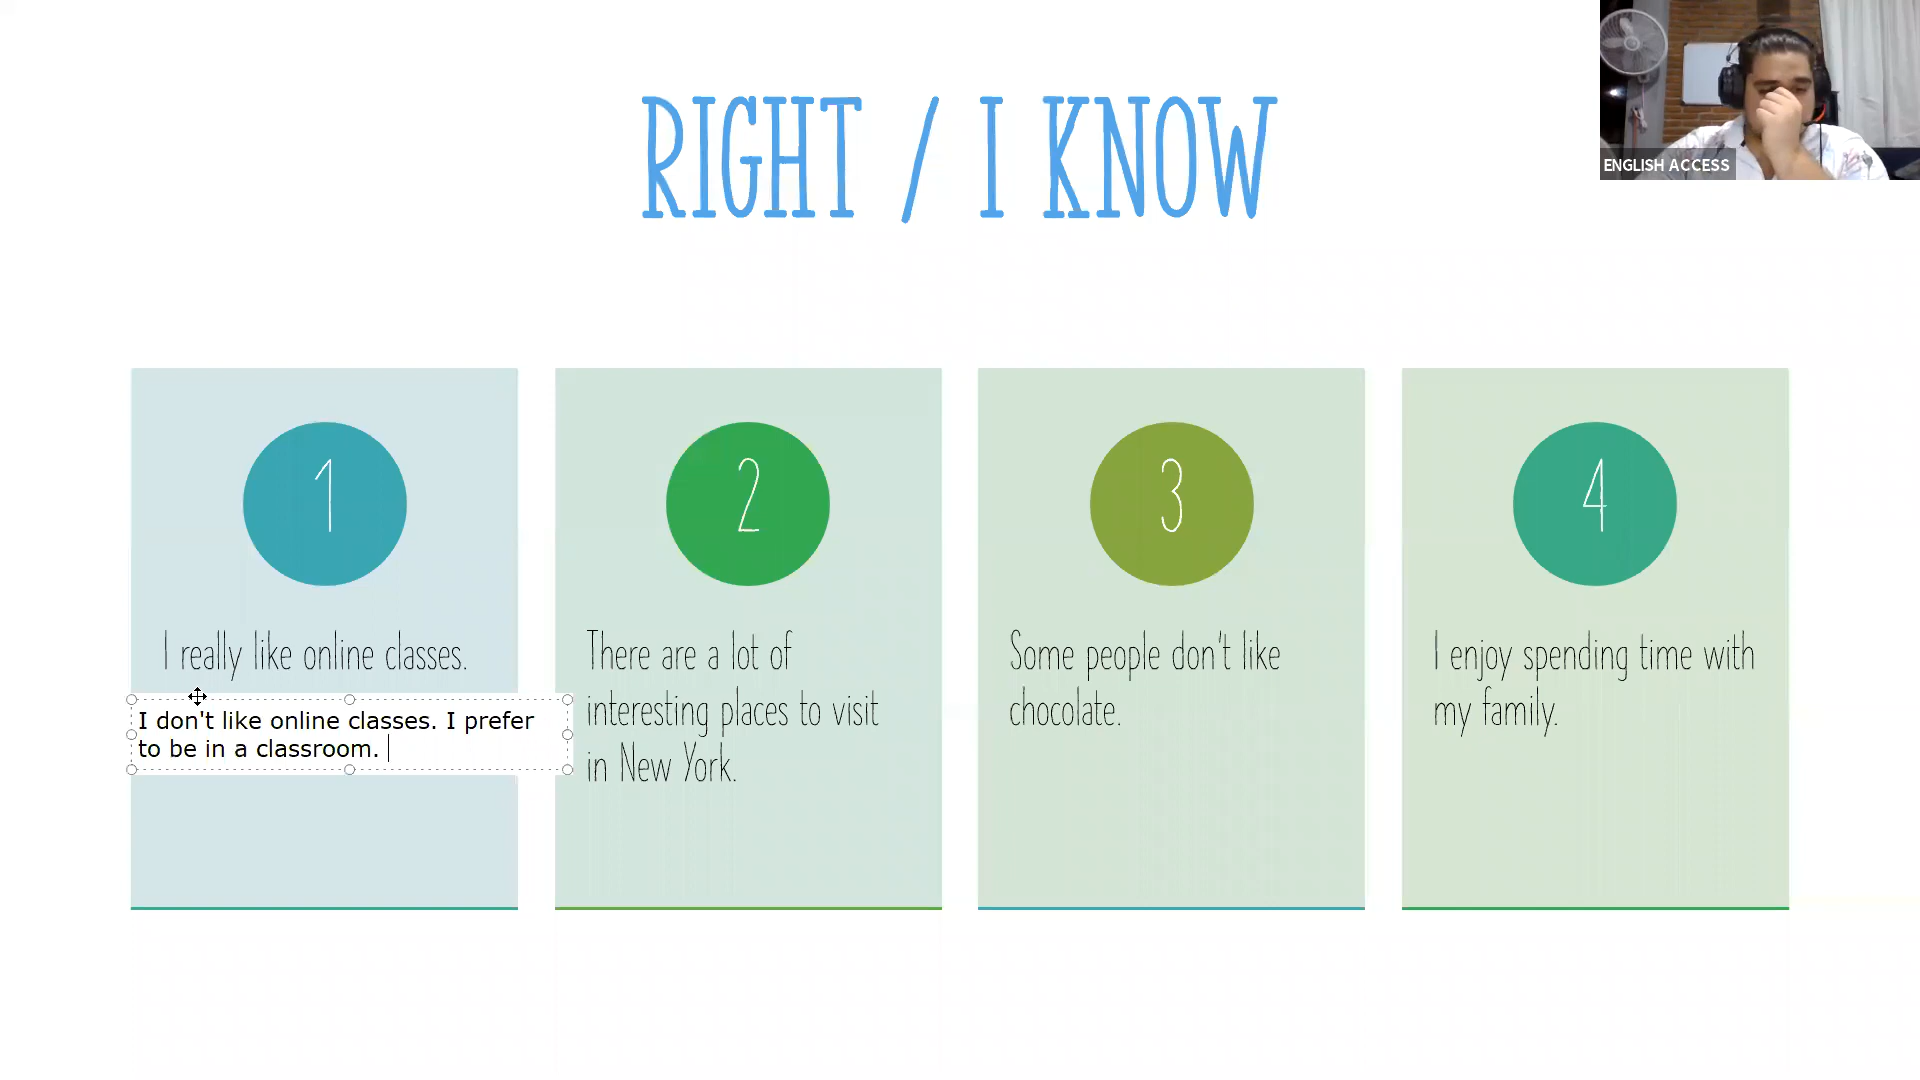 RIGHT / I KNOW
ENGLISH ACCESS
1
I really like online classes.
I don't like online classes. I prefer
to be in a classroom.
2
There are a lot of
interesting places to visit
in New York.
3
Some people don't like
chocolate.
4
I enjoy spending time with
my family.